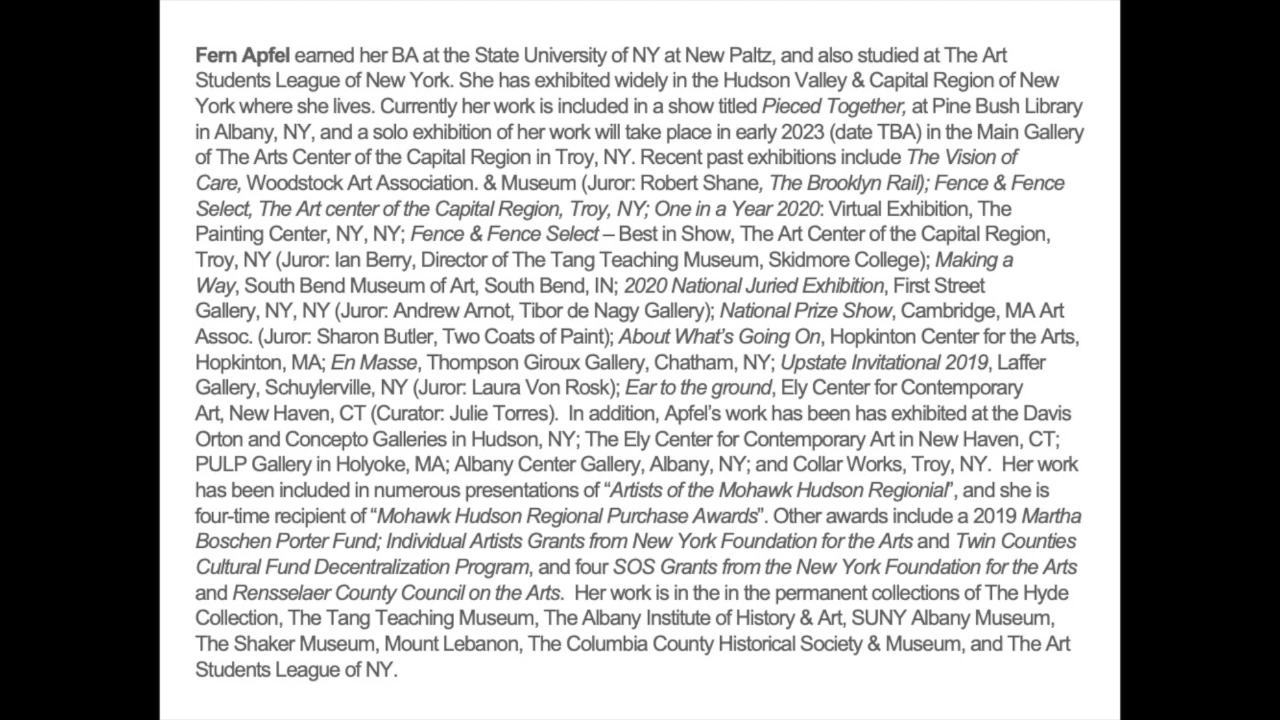 Fern Apfel earned her BA at the State University of NY at New Paltz, and also studied at The Art
Students League of New York. She has exhibited widely in the Hudson Valley & Capital Region of New
York where she lives. Currently her work is included in a show titled Pieced Together, at Pine Bush Library
in Albany, NY, and a solo exhibition of her work will take place in early 2023 (date TBA) in the Main Gallery
of The Arts Center of the Capital Region in Troy, NY. Recent past exhibitions include The Vision of
Care, Woodstock Art Association. & Museum (Juror: Robert Shane, The Brooklyn Rail); Fence & Fence
Select, The Art center of the Capital Region, Troy, NY; One in a Year 2020: Virtual Exhibition, The
Painting Center, NY, NY; Fence & Fence Select – Best in Show, The Art Center of the Capital Region,
Troy, NY (Juror: Ian Berry, Director of The Tang Teaching Museum, Skidmore College); Making a
Way, South Bend Museum of Art, South Bend, IN; 2020 National Juried Exhibition, First Street
Gallery, NY, NY (Juror: Andrew Arnot, Tibor de Nagy Gallery); National Prize Show, Cambridge, MA Art
Assoc. (Juror: Sharon Butler, Two Coats of Paint); About What's Going On, Hopkinton Center for the Arts,
Hopkinton, MA; En Masse, Thompson Giroux Gallery, Chatham, NY; Upstate Invitational 2019, Laffer
Gallery, Schuylerville, NY (Juror: Laura Von Rosk); Ear to the ground, Ely Center for Contemporary
Art, New Haven, CT (Curator: Julie Torres).  In addition, Apfel's work has been has exhibited at the Davis
Orton and Concepto Galleries in Hudson, NY; The Ely Center for Contemporary Art in New Haven, CT;
PULP Gallery in Holyoke, MA; Albany Center Gallery, Albany, NY; and Collar Works, Troy, NY.  Her work
has been included in numerous presentations of “Artists of the Mohawk Hudson Regionial”, and she is
four-time recipient of “Mohawk Hudson Regional Purchase Awards”. Other awards include a 2019 Martha
Boschen Porter Fund; Individual Artists Grants from New York Foundation for the Arts and Twin Counties
Cultural Fund Decentralization Program, and four SOS Grants from the New York Foundation for the Arts
and Rensselaer County Council on the Arts.  Her work is in the in the permanent collections of The Hyde
Collection, The Tang Teaching Museum, The Albany Institute of History & Art, SUNY Albany Museum,
The Shaker Museum, Mount Lebanon, The Columbia County Historical Society & Museum, and The Art
Students League of NY.